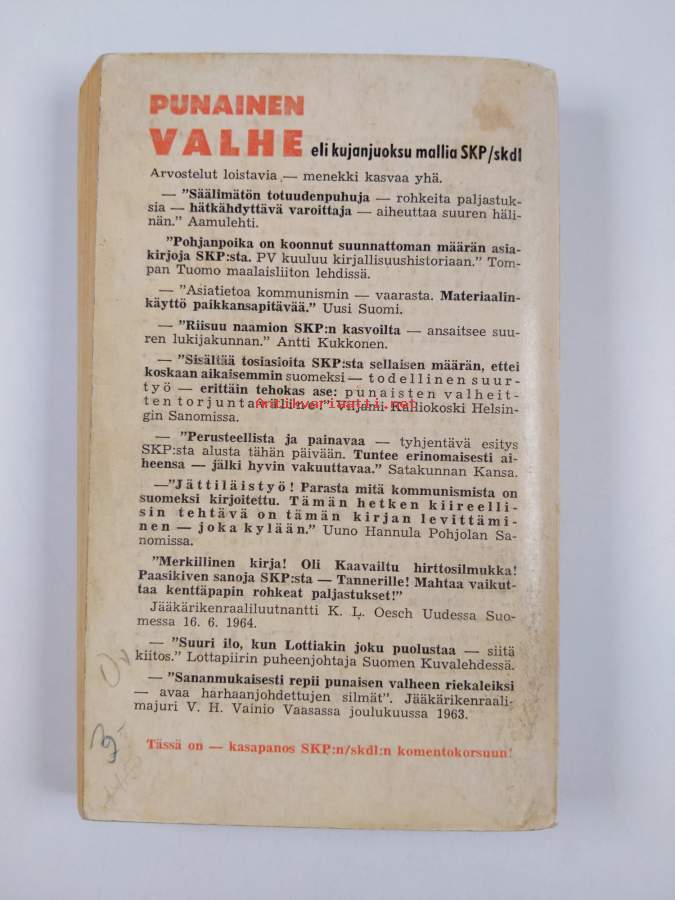 PUNAINEN
VALHE eli kujanjuoksu mallia SKP/skdl
Arvostelut loistavia — menekki kasvaa yhä.
— "Säälimätön totuudenpuhuja — rohkeita paljastuk-
sia — hätkähdyttävä varoittaja — aiheuttaa suuren häli-
nän." Aamulehti.
"Pohjanpoika on koonnut suunnattoman määrän asia-
kirjoja SKP:sta. PV kuuluu kirjallisuushistoriaan." Tom-
pan Tuomo maalaisliiton lehdissä.
— "Asiatietoa kommunismin — vaarasta. Materiaalin-
käyttö paikkansapitävää." Uusi Suomi.
— "Riisuu naamion SKP:n kasvoilta — ansaitsee suu-
ren lukijakunnan." Antti Kukkonen.
— "Sisältää tosiasioita SKP:sta sellaisen määrän, ettei
koskaan aikaisemmin suomeksi — todellinen suur-
työ — erittäin tehokas ase: punaisten valheit-
ten torjunta Kalliokoski Helsin-
gin Sanomissa.
Antikvariaatti.net
— "Perusteellista ja painavaa — tyhjentävä esitys
SKP:sta alusta tähän päivään. Tuntee erinomaisesti ai-
heensa — jälki hyvin vakuuttavaa." Satakunnan Kansa.
—"Jättiläistyö! Parasta mitä kommunismista on
suomeksi kirjoitettu. Tämän hetken kiireelli-
sin tehtävä on tämän kirjan levittämi-
nen — joka kylään." Uuno Hannula Pohjolan Sa-
nomissa.
"Merkillinen kirja! Oli Kaavailtu hirttosilmukka!
Paasikiven sanoja SKP:sta — Tannerille! Mahtaa vaikut-
taa kenttäpapin rohkeat paljastukset!"
Jääkärikenraaliluutnantti K. L. Oesch Uudessa Suo-
messa 16. 6. 1964.
— "Suuri ilo, kun Lottiakin joku puolustaa — siitä
kiitos." Lottapiirin puheenjohtaja Suomen Kuvalehdessä.
— "Sananmukaisesti repii punaisen valheen riekaleiksi
— avaa harhaanjohdettujen silmät". Jääkärikenraali-
majuri V. H. Vainio Vaasassa joulukuussa 1963.
Tässä on — kasapanos SKP:n/skdl:n komentokorsuun!